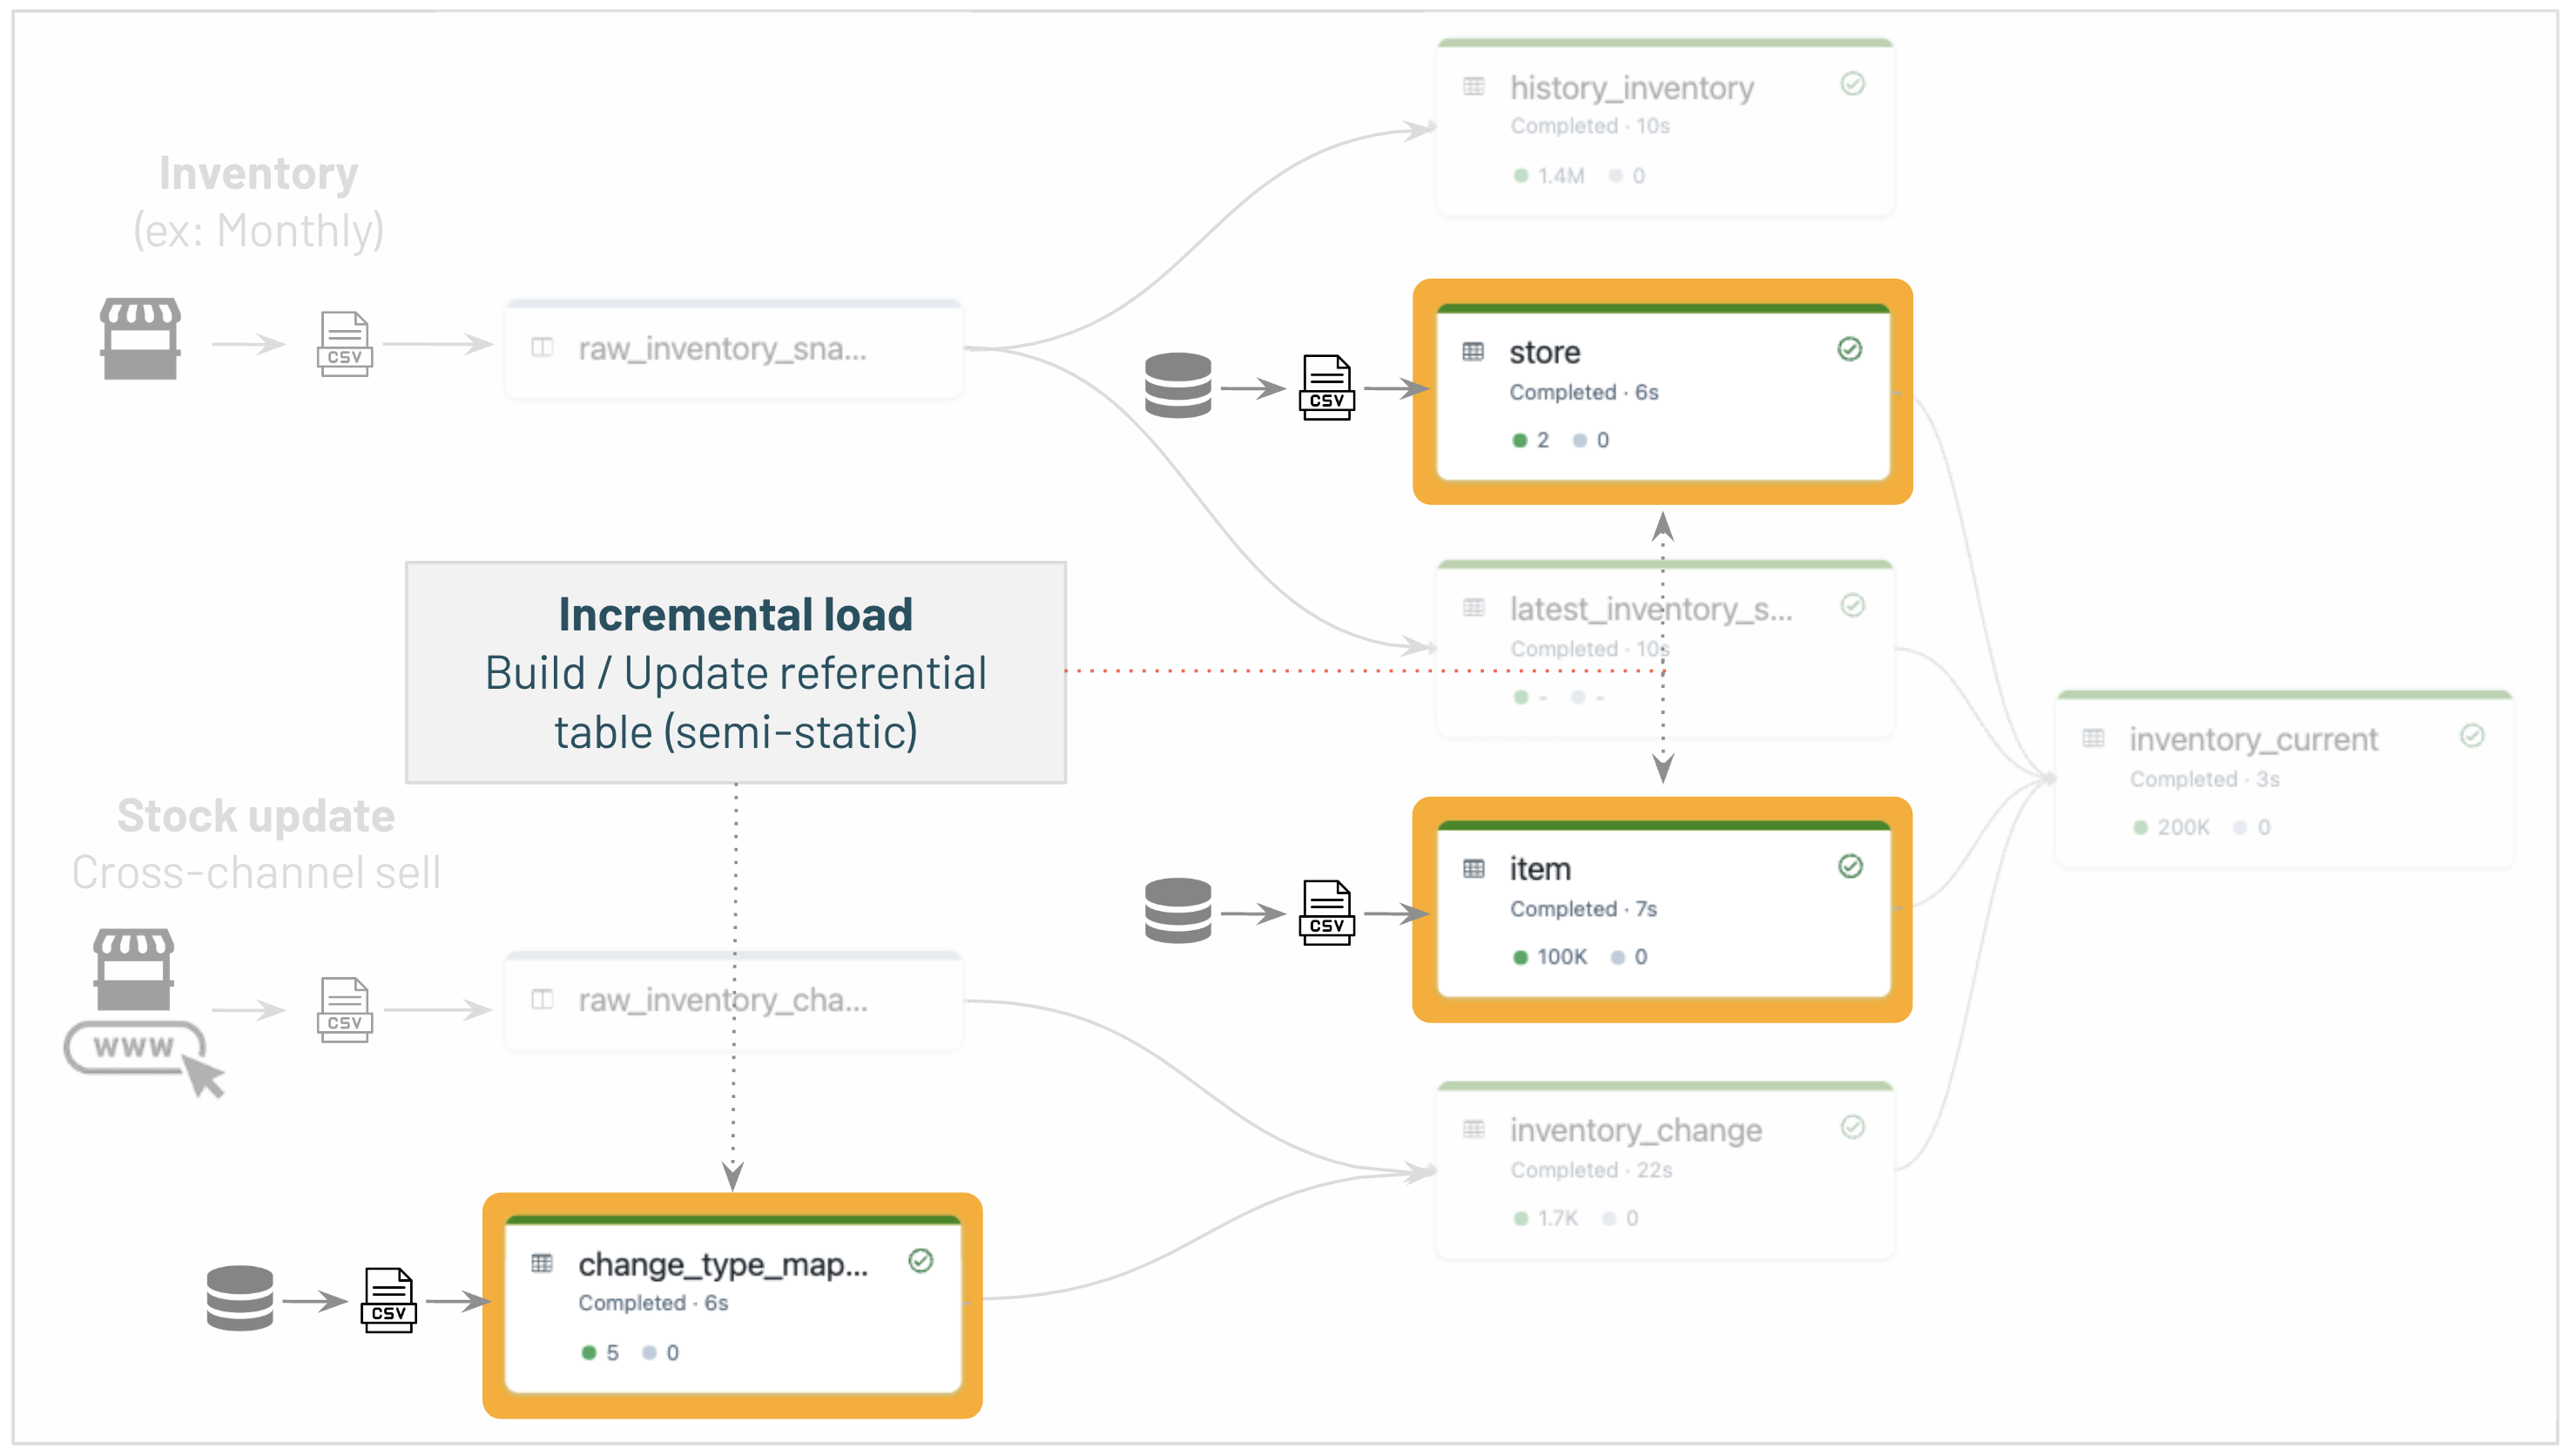 history_inventory
Completed · 10s
1.4M 0
Inventory
(ex: Monthly)
CSV
raw_inventory_sna...
CSV
store
Completed · 6s
2 0
Incremental load
Build / Update referential
table (semi-static)
latest_inventory_s...
Completed · 10s
- -
inventory_current
Completed · 3s
200K 0
Stock update
Cross-channel sell
CSV
item
Completed · 7s
100K 0
WWW
CSV
raw_inventory_cha...
inventory_change
Completed · 22s
1.7K 0
CSV
change_type_map...
Completed · 6s
5 0